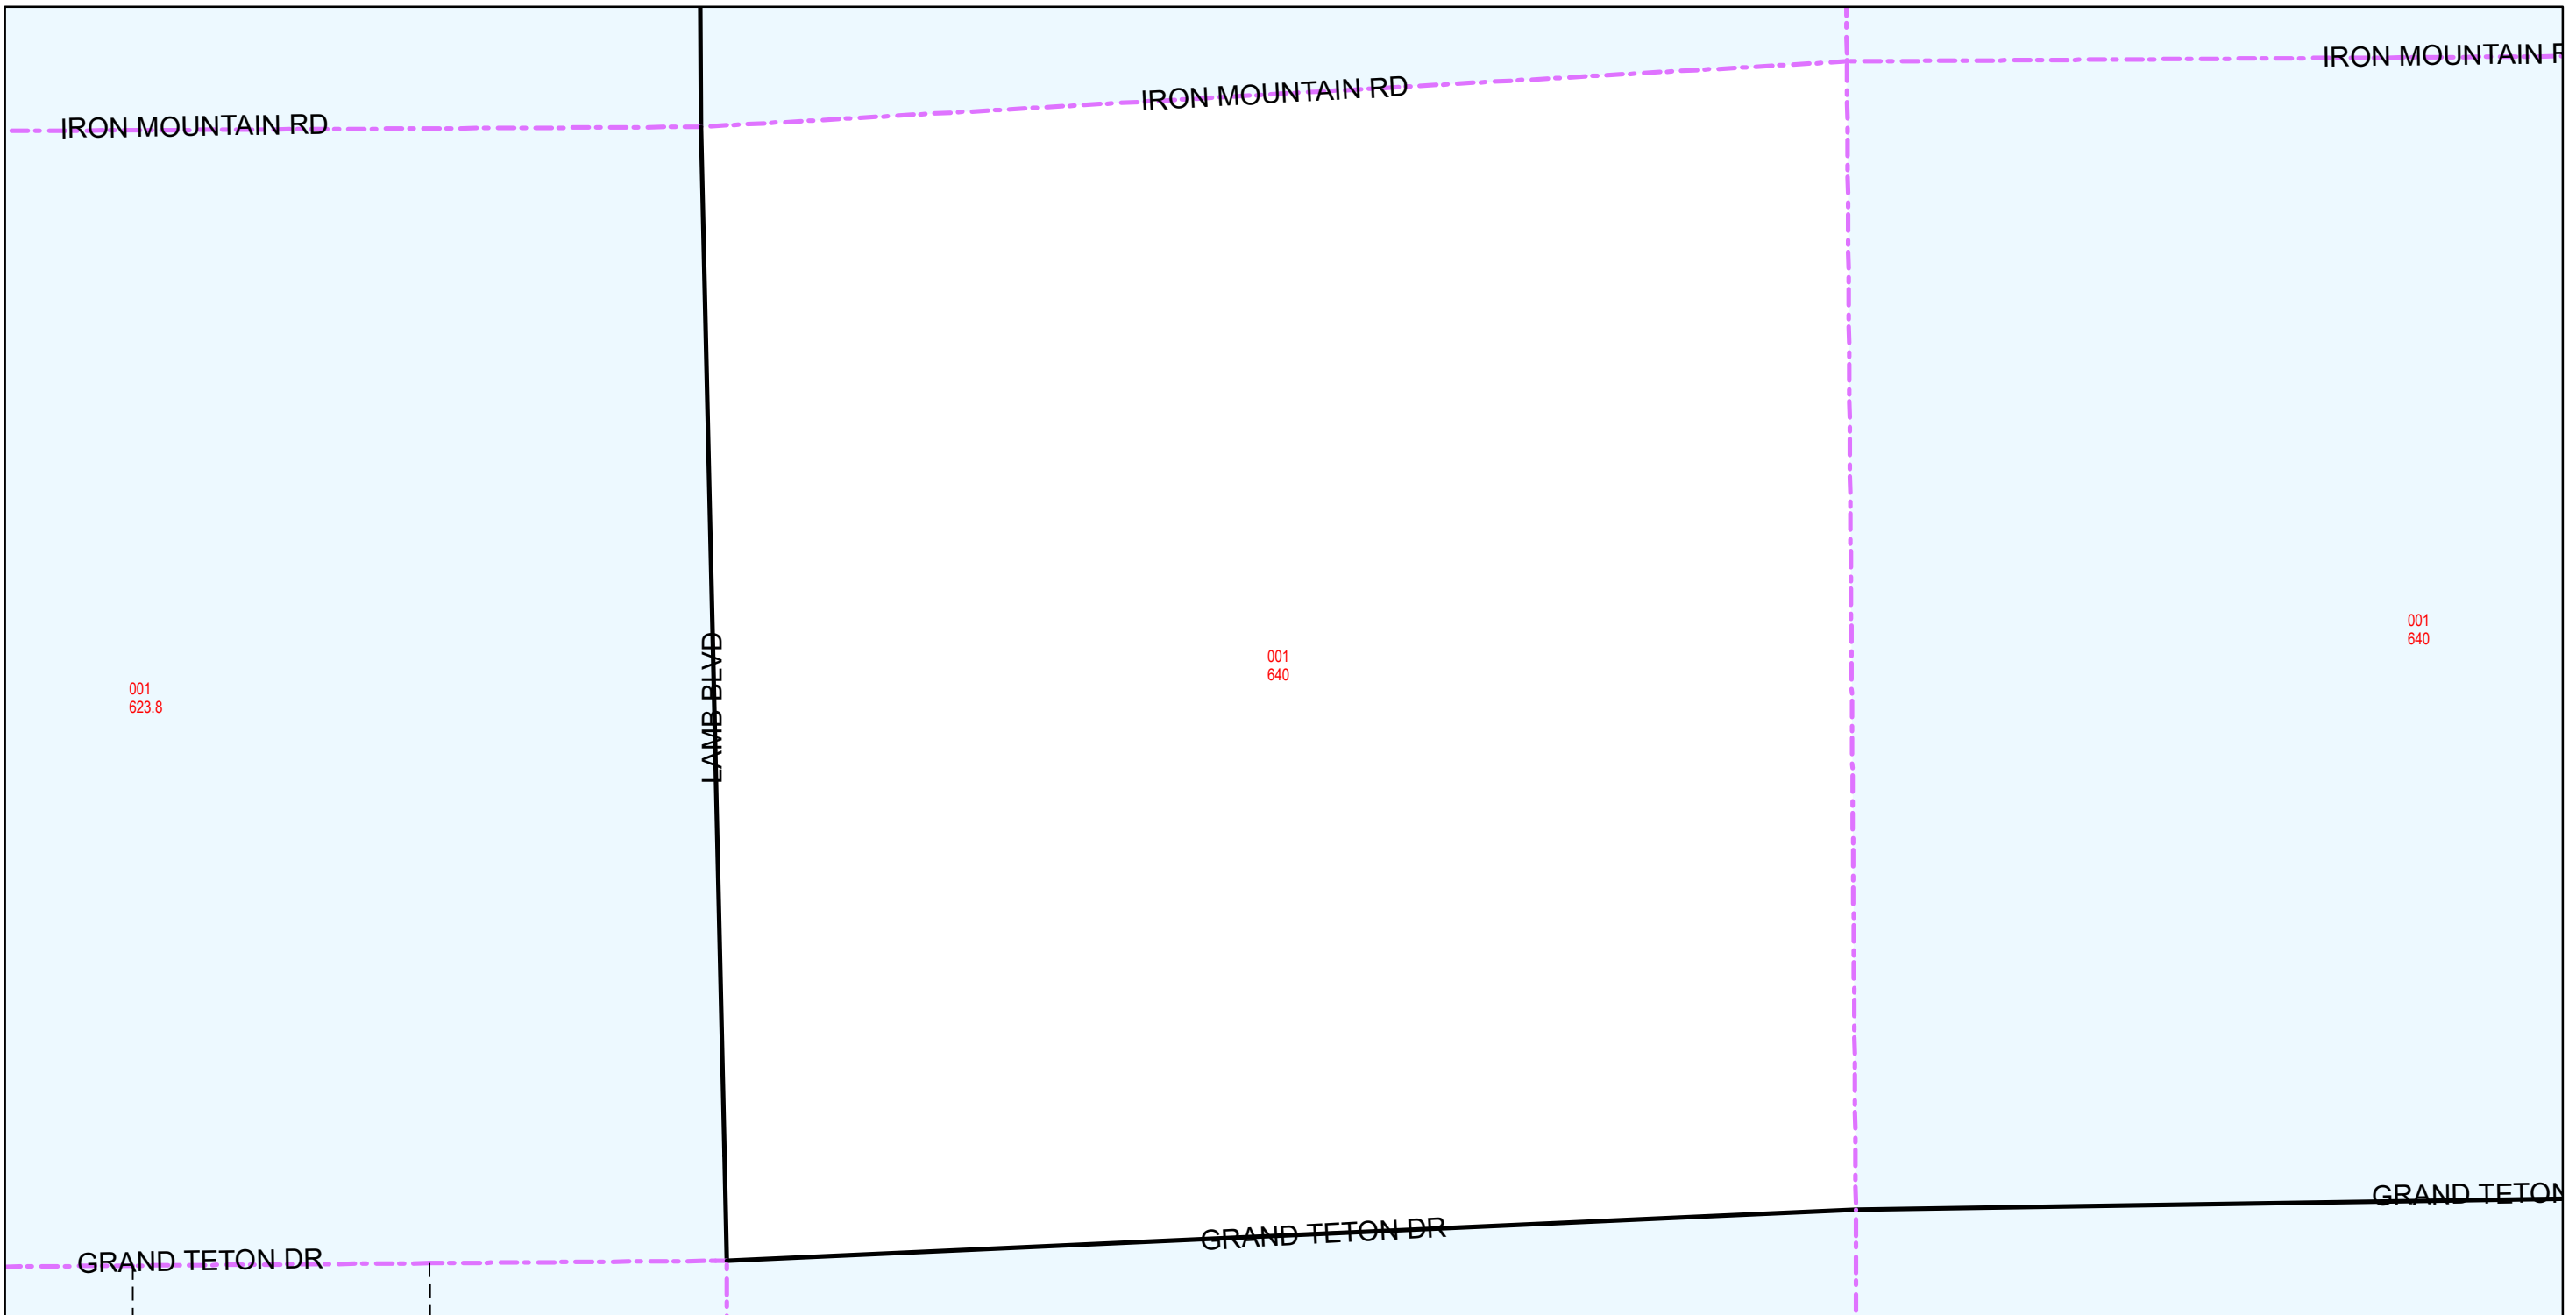 IRON MOUNTAIN R
IRON MOUNTAIN RD
IRON MOUNTAIN RD
001
640
001
640
001
623.8
LAMB BLVD
GRAND TETON
GRAND TETON DR
GRAND TETON DR